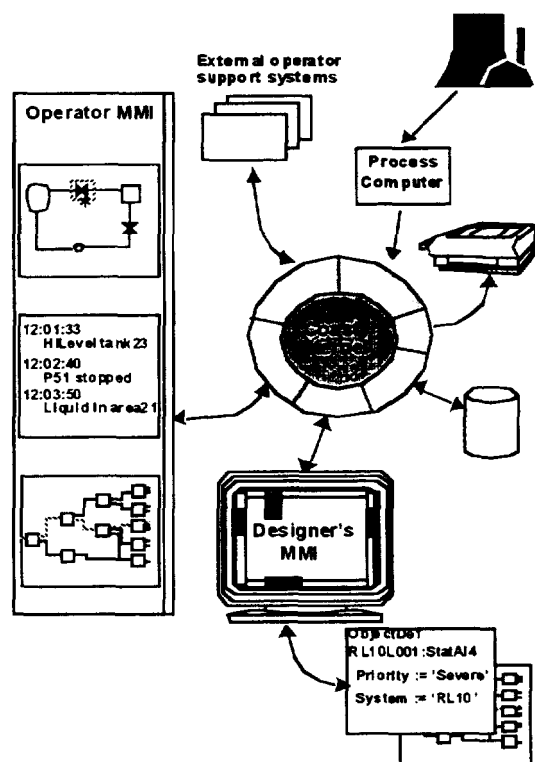 External operator
support systems
Operator MMI
Process
Computer
12:01:33
HiLevel tank23
12:02:40
P51 stopped
12:03:50
Liquid in area21
Designer's
MMI
RL10L001:StatAl4
Priority := 'Severe'
System := 'RL10'